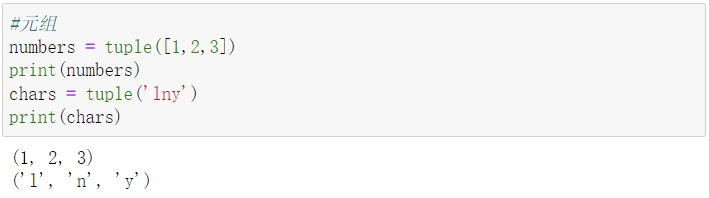 #元组
numbers = tuple([1,2,3])
print(numbers)
chars = tuple('lny')
print(chars)
(1, 2, 3)
('l', 'n', 'y')